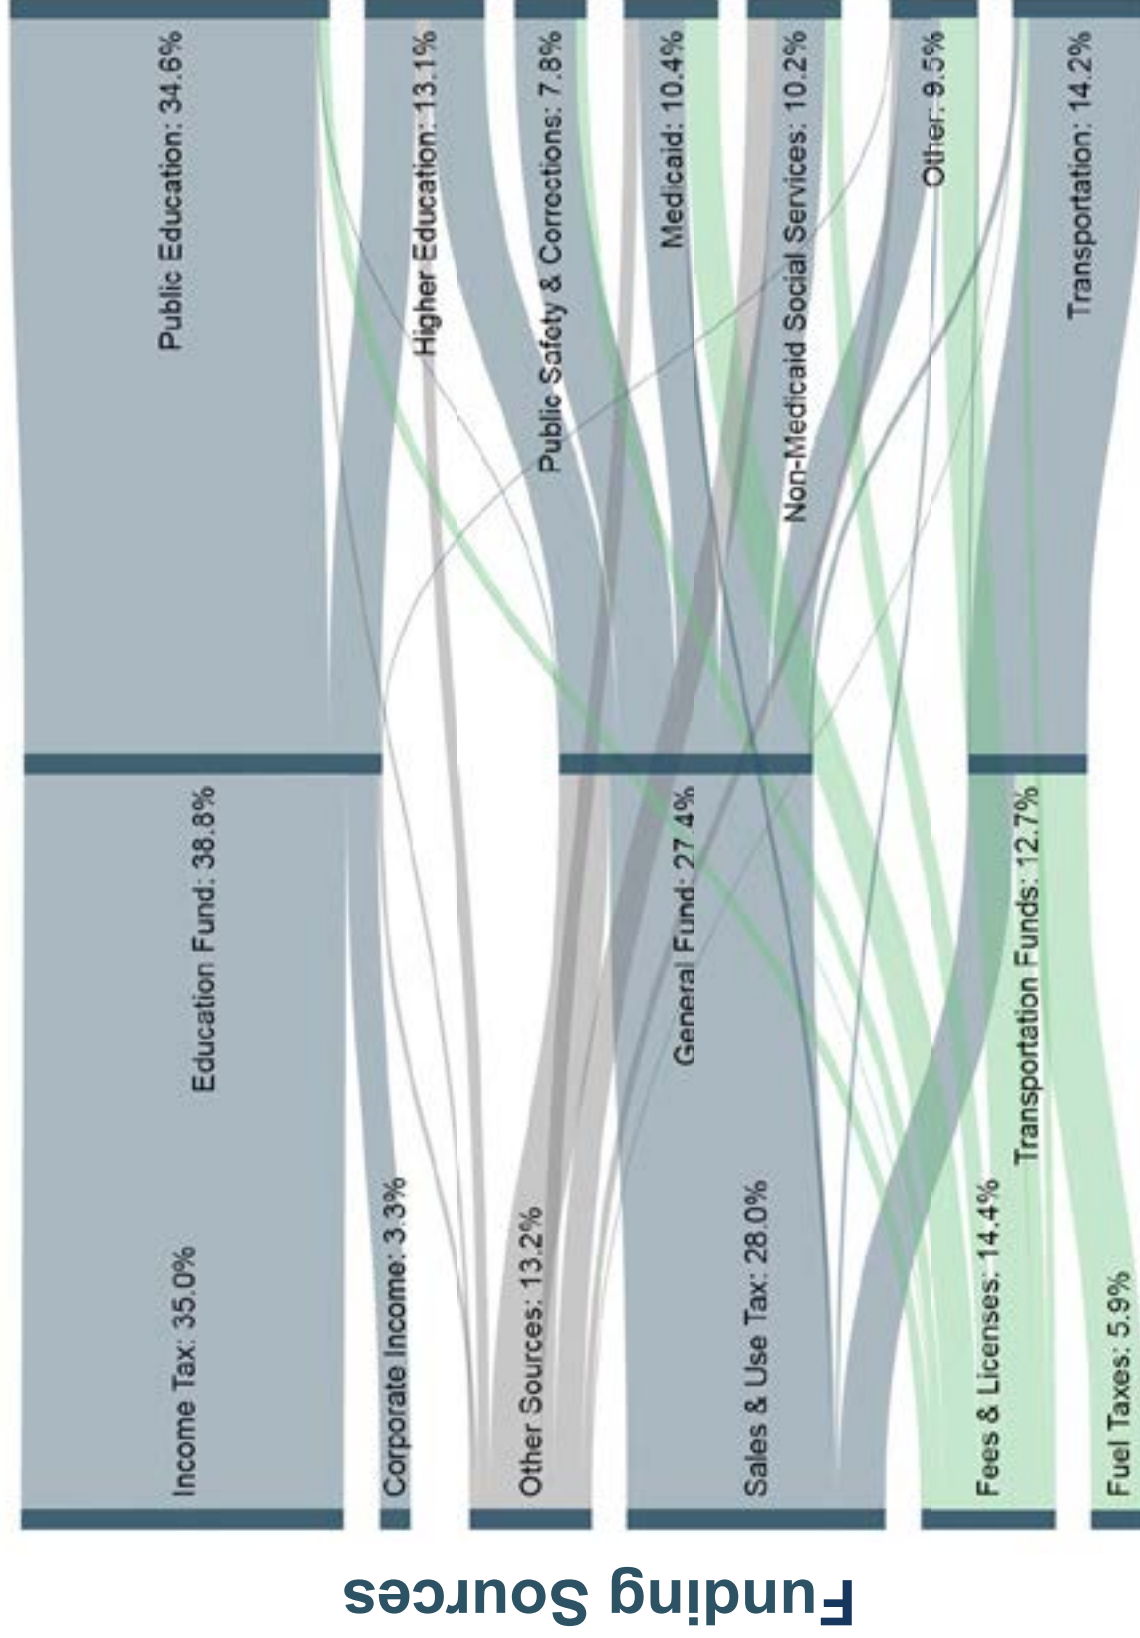 Funding Sources
Income Tax: 35.0%
Corporate Income: 3.3%
Other Sources: 13.2%
Sales & Use Tax: 28.0%
Fees & Licenses: 14.4%
Fuel Taxes: 5.9%
Education Fund: 38.8%
General Fund: 27.4%
Transportation Funds: 12.7%
Public Education: 34.6%
Higher Education: 13.1%
Public Safety & Corrections: 7.8%
Medicaid: 10.4%
Non-Medicaid Social Services: 10.2%
Other: 9.5%
Transportation: 14.2%